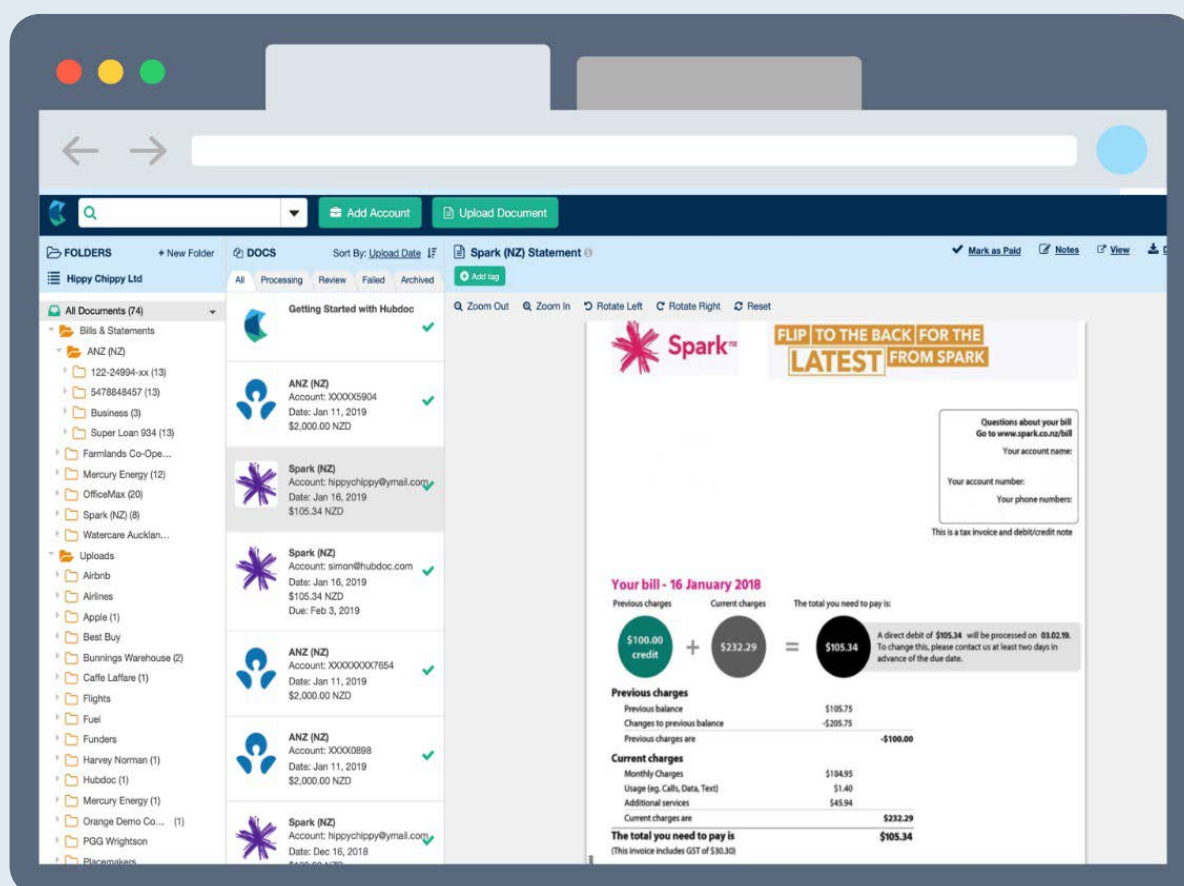 Add Account
Upload Document
FOLDERS
+ New Folder
Hippy Chippy Ltd
All Documents (74)
Bills & Statements
ANZ (NZ)
122-24994-xx (13)
5478848457 (13)
Business (3)
Super Loan 934 (13)
Farmlands Co-Ope...
Mercury Energy (12)
OfficeMax (20)
Spark (NZ) (8)
Watercare Aucklan...
Uploads
Airbnb
Airlines
Apple (1)
Best Buy
Bunnings Warehouse (2)
Caffe Laffare (1)
Flights
Fuel
Funders
Harvey Norman (1)
Hubdoc (1)
Mercury Energy (1)
Orange Demo Co... (1)
PGG Wrightson
Placemakers
DOCS
Sort By: Upload Date
All Processing Review Failed Archived
Getting Started with Hubdoc
ANZ (NZ)
Account: XXXXX5904
Date: Jan 11, 2019
$2,000.00 NZD
Spark (NZ)
Account: hippychippy@ymail.com
Date: Jan 16, 2019
$105.34 NZD
Spark (NZ)
Account: simon@hubdoc.com
Date: Jan 16, 2019
$105.34 NZD
Due: Feb 3, 2019
ANZ (NZ)
Account: XXXXXXXX7654
Date: Jan 11, 2019
$2,000.00 NZD
ANZ (NZ)
Account: XXXX0898
Date: Jan 11, 2019
$2,000.00 NZD
Spark (NZ)
Account: hippychippy@ymail.com
Date: Dec 16, 2018
Spark (NZ) Statement
Mark as Paid
Notes
View
Add tag
Zoom Out Zoom In Rotate Left Rotate Right Reset
Spark nz
FLIP TO THE BACK FOR THE
LATEST FROM SPARK
Questions about your bill
Go to www.spark.co.nz/bill
Your account name:
Your account number:
Your phone numbers:
This is a tax invoice and debit/credit note
Your bill - 16 January 2018
Previous charges Current charges The total you need to pay is:
$100.00
credit
+
$232.29
=
$105.34
A direct debit of $105.34 will be processed on 03.02.19.
To change this, please contact us at least two days in
advance of the due date.
Previous charges
Previous balance $105.75
Changes to previous balance -$205.75
Previous charges are -$100.00
Current charges
Monthly Charges $184.95
Usage (eg. Calls, Data, Text) $1.40
Additional services $45.94
Current charges are $232.29
The total you need to pay is $105.34
(This invoice includes GST of $30.30)